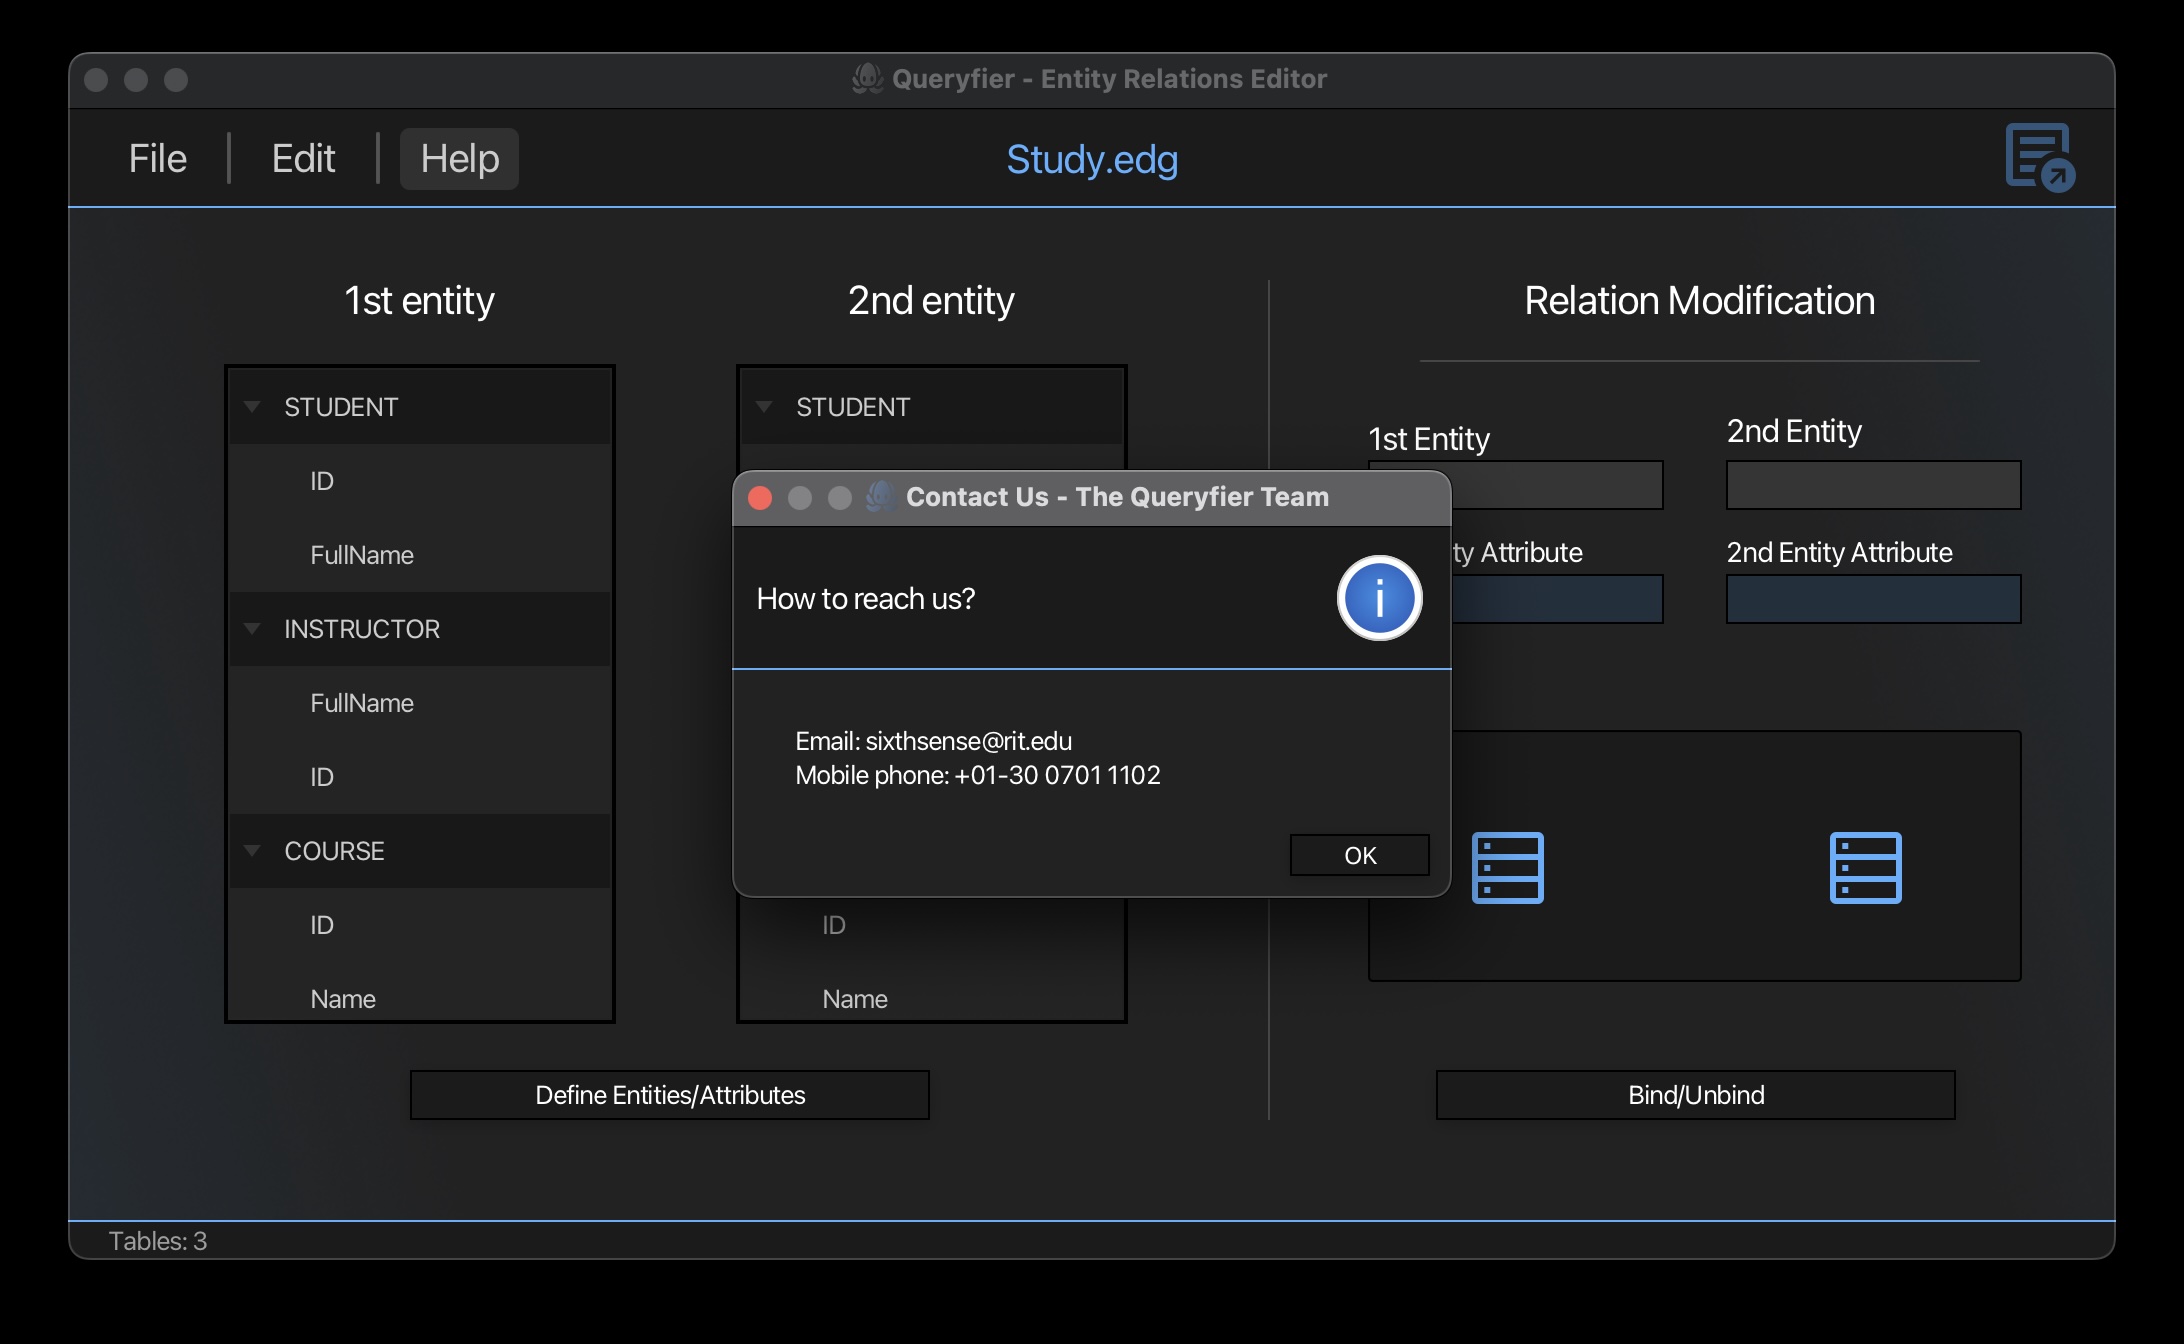 Queryfier - Entity Relations Editor
File
Edit
Help
Study.edg
1st entity
2nd entity
Relation Modification
STUDENT
ID
FullName
INSTRUCTOR
FullName
ID
COURSE
ID
Name
STUDENT
ID
Name
1st Entity
2nd Entity
ty Attribute
2nd Entity Attribute
Contact Us - The Queryfier Team
How to reach us?
Email: sixthsense@rit.edu
Mobile phone: +01-30 0701 1102
OK
Define Entities/Attributes
Bind/Unbind
Tables: 3